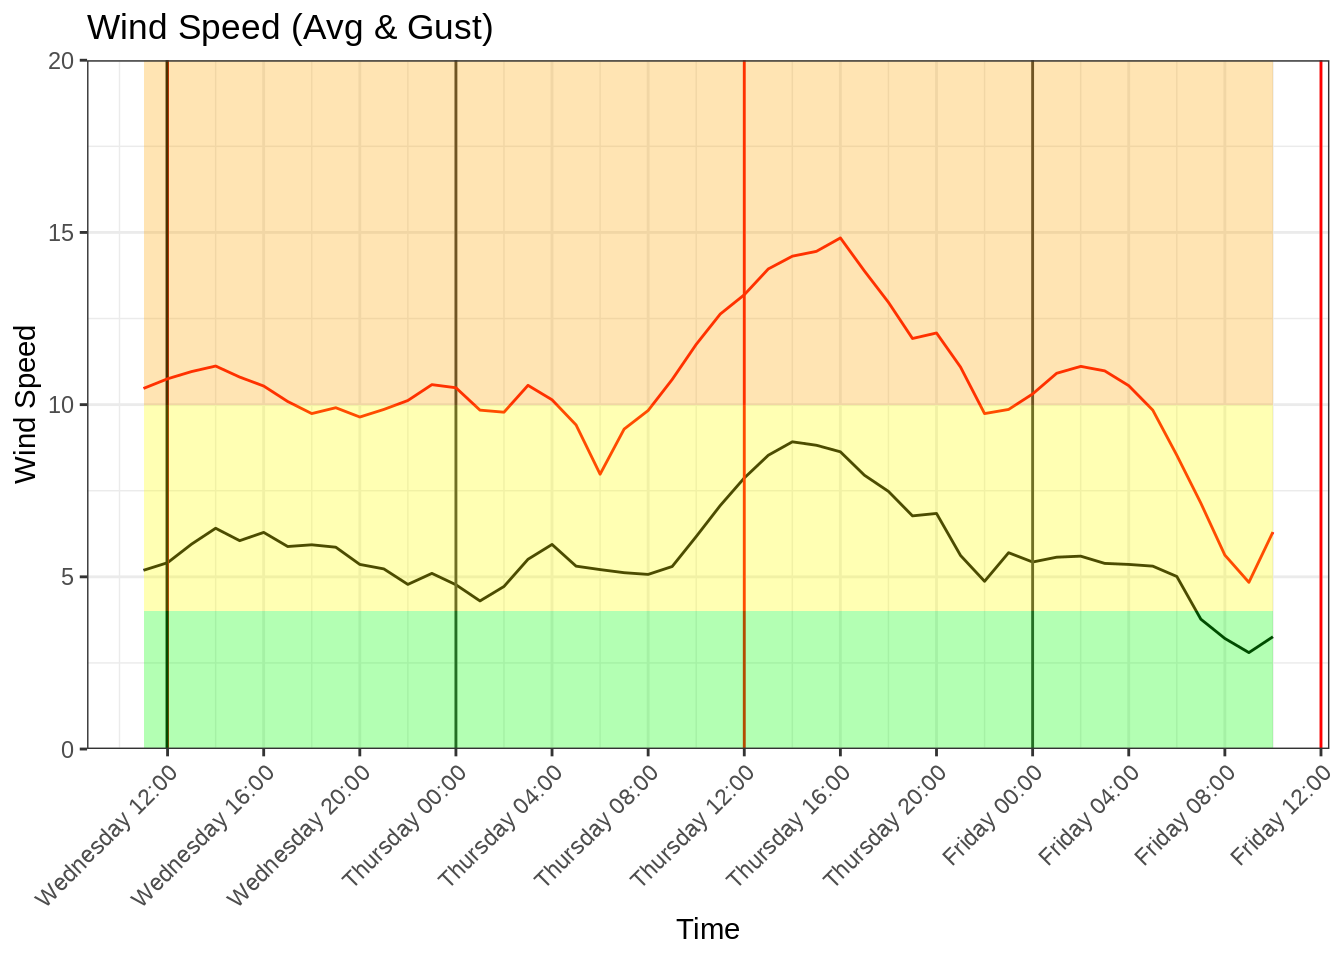 Wind Speed (Avg & Gust)
20
15
10
5
0
Wind Speed
Wednesday 12:00
Wednesday 16:00
Wednesday 20:00
Thursday 00:00
Thursday 04:00
Thursday 08:00
Thursday 12:00
Thursday 16:00
Thursday 20:00
Friday 00:00
Friday 04:00
Friday 08:00
Friday 12:00
Time